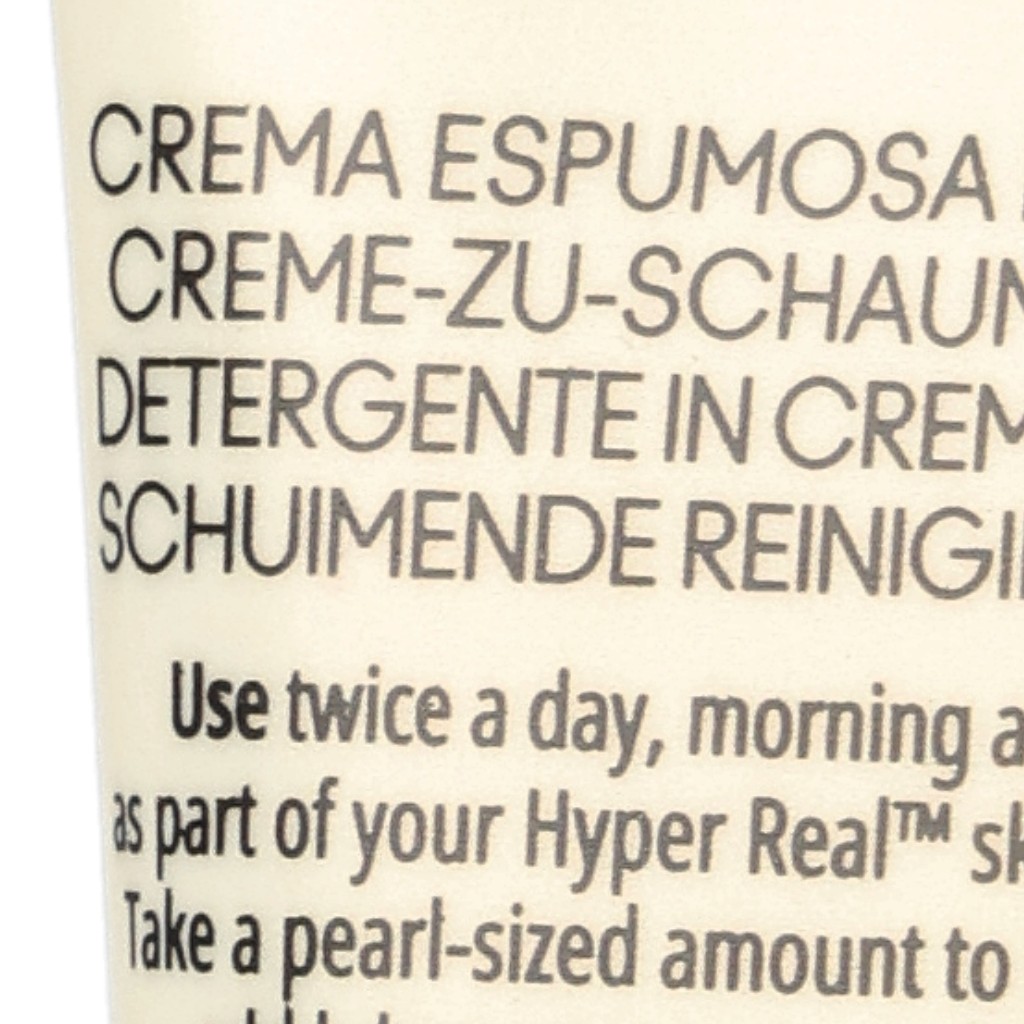 CREMA ESPUMOSA
CREME-ZU-SCHAUM
DETERGENTE IN CREM
SCHUIMENDE REINIGI
Use twice a day, morning a
as part of your Hyper Real™ sk
Take a pearl-sized amount to